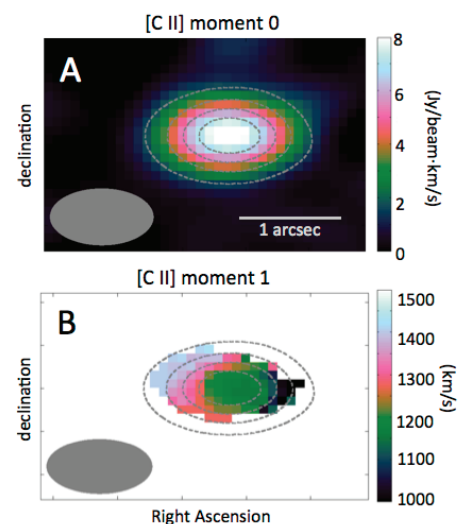 [C II] moment 0
A
declination
1 arcsec
8
6
4
2
0
(Jy/beam·km/s)
[C II] moment 1
B
declination
1500
1400
1300
1200
1100
1000
(km/s)
Right Ascension